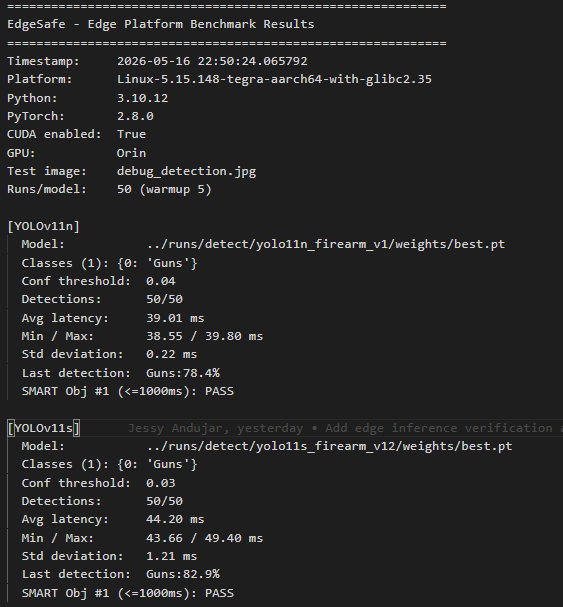 ============================================================
EdgeSafe - Edge Platform Benchmark Results
============================================================
Timestamp:      2026-05-16 22:50:24.065792
Platform:       Linux-5.15.148-tegra-aarch64-with-glibc2.35
Python:         3.10.12
PyTorch:        2.8.0
CUDA enabled:   True
GPU:            Orin
Test image:     debug_detection.jpg
Runs/model:     50 (warmup 5)
[YOLOv11n]
  Model:           ../runs/detect/yolo11n_firearm_v1/weights/best.pt
  Classes (1): {0: 'Guns'}
  Conf threshold:  0.04
  Detections:      50/50
  Avg latency:     39.01 ms
  Min / Max:       38.55 / 39.80 ms
  Std deviation:   0.22 ms
  Last detection:  Guns:78.4%
  SMART Obj #1 (<=1000ms): PASS
[YOLOv11s]      Jessy Andujar, yesterday • Add edge inference verification
  Model:           ../runs/detect/yolo11s_firearm_v12/weights/best.pt
  Classes (1): {0: 'Guns'}
  Conf threshold:  0.03
  Detections:      50/50
  Avg latency:     44.20 ms
  Min / Max:       43.66 / 49.40 ms
  Std deviation:   1.21 ms
  Last detection:  Guns:82.9%
  SMART Obj #1 (<=1000ms): PASS